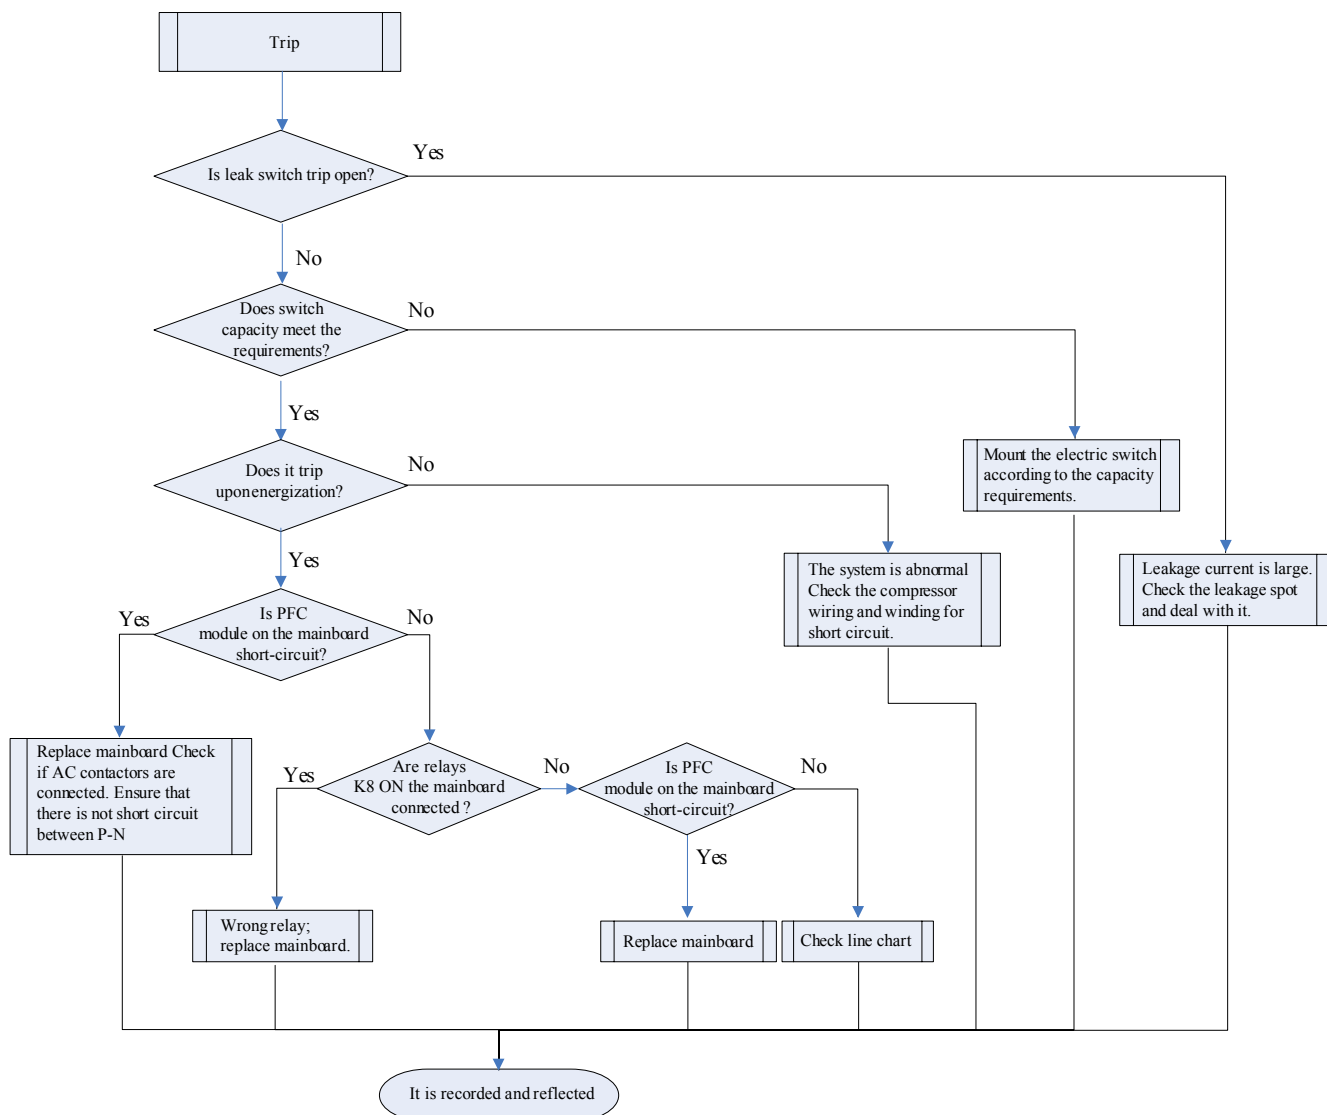 Trip
Is leak switch trip open?
Yes
No
Does switch
capacity meet the
requirements?
No
Yes
Does it trip
upon energization?
No
Mount the electric switch
according to the capacity
requirements.
Yes
The system is abnormal
Check the compressor
wiring and winding for
short circuit.
Leakage current is large.
Check the leakage spot
and deal with it.
Is PFC
module on the mainboard
short-circuit?
Yes
No
Replace mainboard Check
if AC contactors are
connected. Ensure that
there is not short circuit
between P-N
Are relays
K8 ON the mainboard
connected ?
Yes
No
Is PFC
module on the mainboard
short-circuit?
No
Yes
Wrong relay;
replace mainboard.
Replace mainboard
Check line chart
It is recorded and reflected